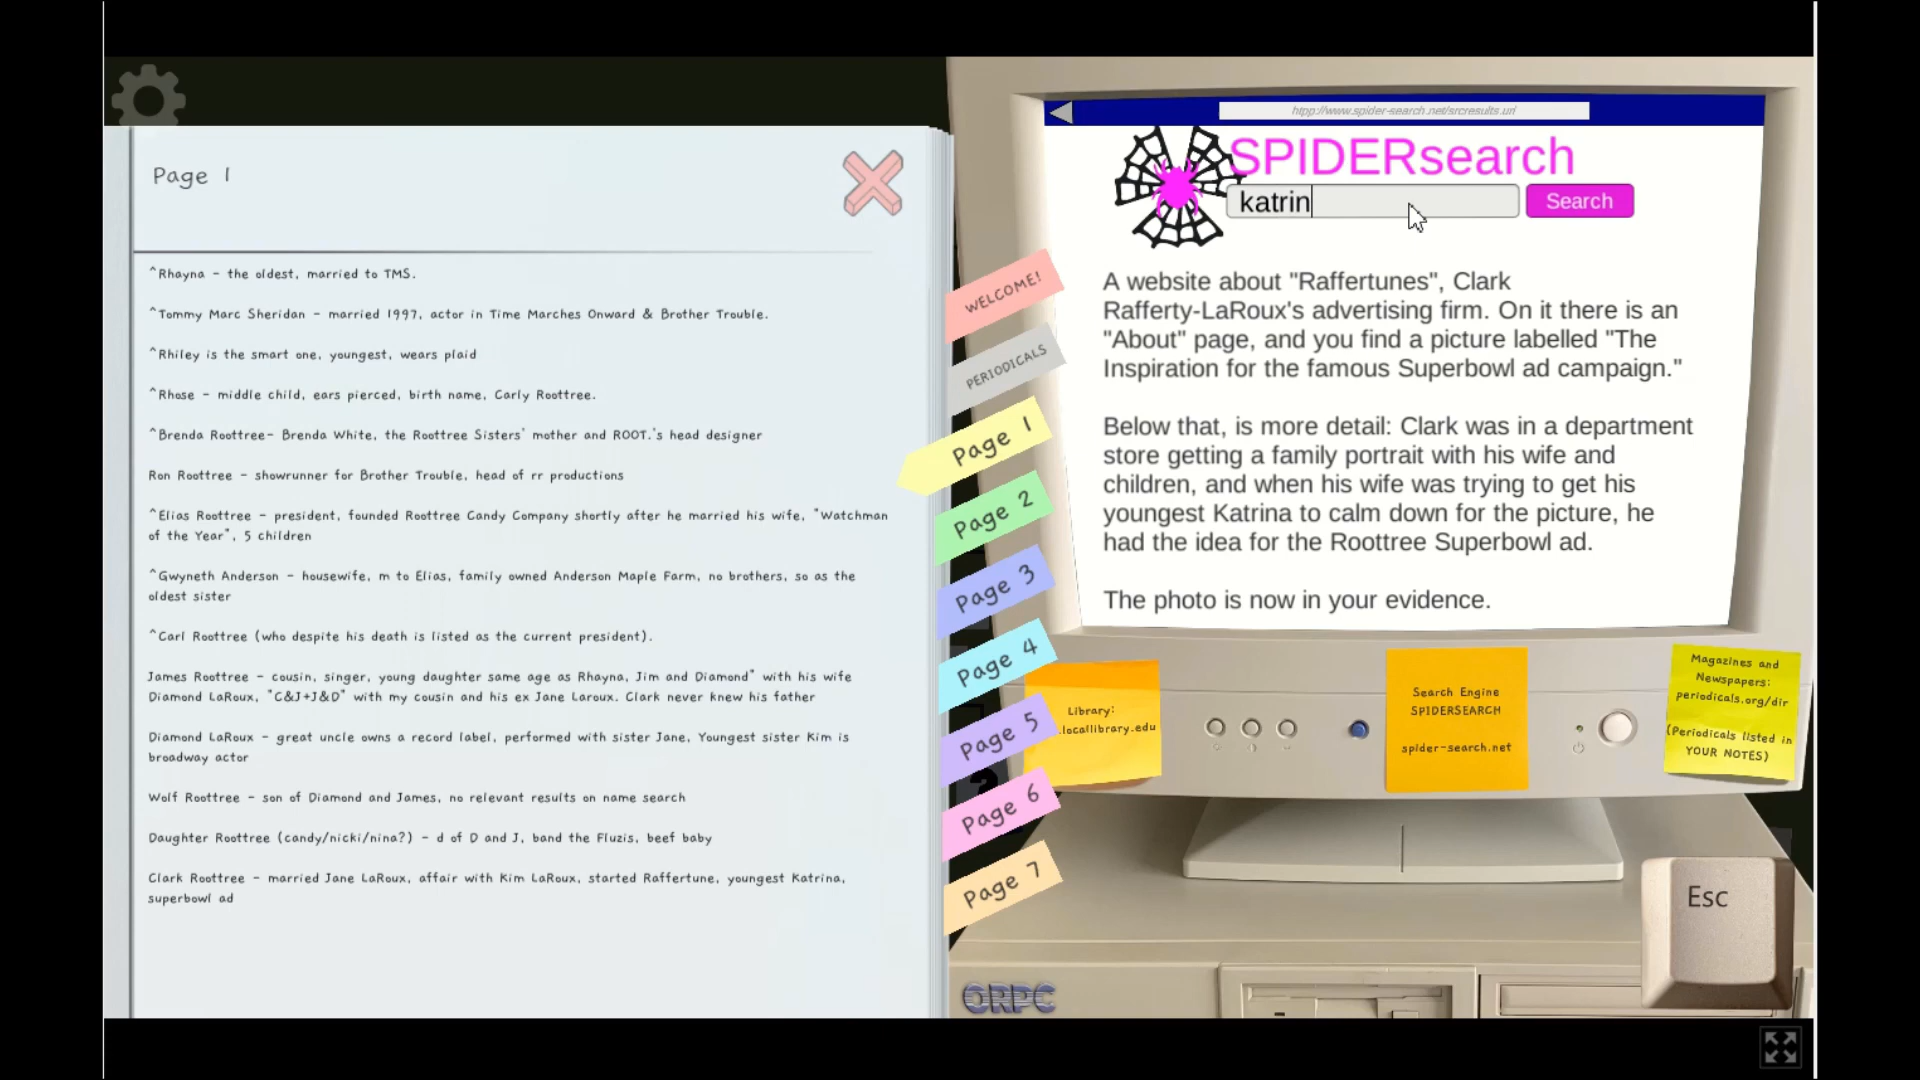 Page 1
^Rhayna - the oldest, married to TMS.
^Tommy Marc Sheridan - married 1997, actor in Time Marches Onward & Brother Trouble.
^Rhiley is the smart one, youngest, wears plaid
^Rhose - middle child, ears pierced, birth name, Carly Roottree.
^Brenda Roottree- Brenda White, the Roottree Sisters' mother and ROOT.'s head designer
Ron Roottree - showrunner for Brother Trouble, head of rr productions
^Elias Roottree - president, founded Roottree Candy Company shortly after he married his wife, "Watchman
of the Year", 5 children
^Gwyneth Anderson - housewife, m to Elias, family owned Anderson Maple Farm, no brothers, so as the
oldest sister
^Carl Roottree (who despite his death is listed as the current president).
James Roottree - cousin, singer, young daughter same age as Rhayna, Jim and Diamond" with his wife
Diamond LaRoux, "C&J+J&D" with my cousin and his ex Jane Laroux. Clark never knew his father
Diamond LaRoux - great uncle owns a record label, performed with sister Jane, Youngest sister Kim is
broadway actor
Wolf Roottree - son of Diamond and James, no relevant results on name search
Daughter Roottree (candy/nicki/nina?) - d of D and J, band the Fluzis, beef baby
Clark Roottree - married Jane LaRoux, affair with Kim LaRoux, started Raffertune, youngest Katrina,
superbowl ad
WELCOME!
PERIODICALS
Page 1
Page 2
Page 3
Page 4
Page 5
Page 6
Page 7
htpp://www.spider-search.net/srcresults.url
SPIDERsearch
katrin
Search
A website about "Raffertunes", Clark
Rafferty-LaRoux's advertising firm. On it there is an
"About" page, and you find a picture labelled "The
Inspiration for the famous Superbowl ad campaign."
Below that, is more detail: Clark was in a department
store getting a family portrait with his wife and
children, and when his wife was trying to get his
youngest Katrina to calm down for the picture, he
had the idea for the Roottree Superbowl ad.
The photo is now in your evidence.
Library:
.locallibrary.edu
Search Engine
SPIDERSEARCH
spider-search.net
Magazines and
Newspapers:
periodicals.org/dir
(Periodicals listed in
YOUR NOTES)
Esc
ORPC